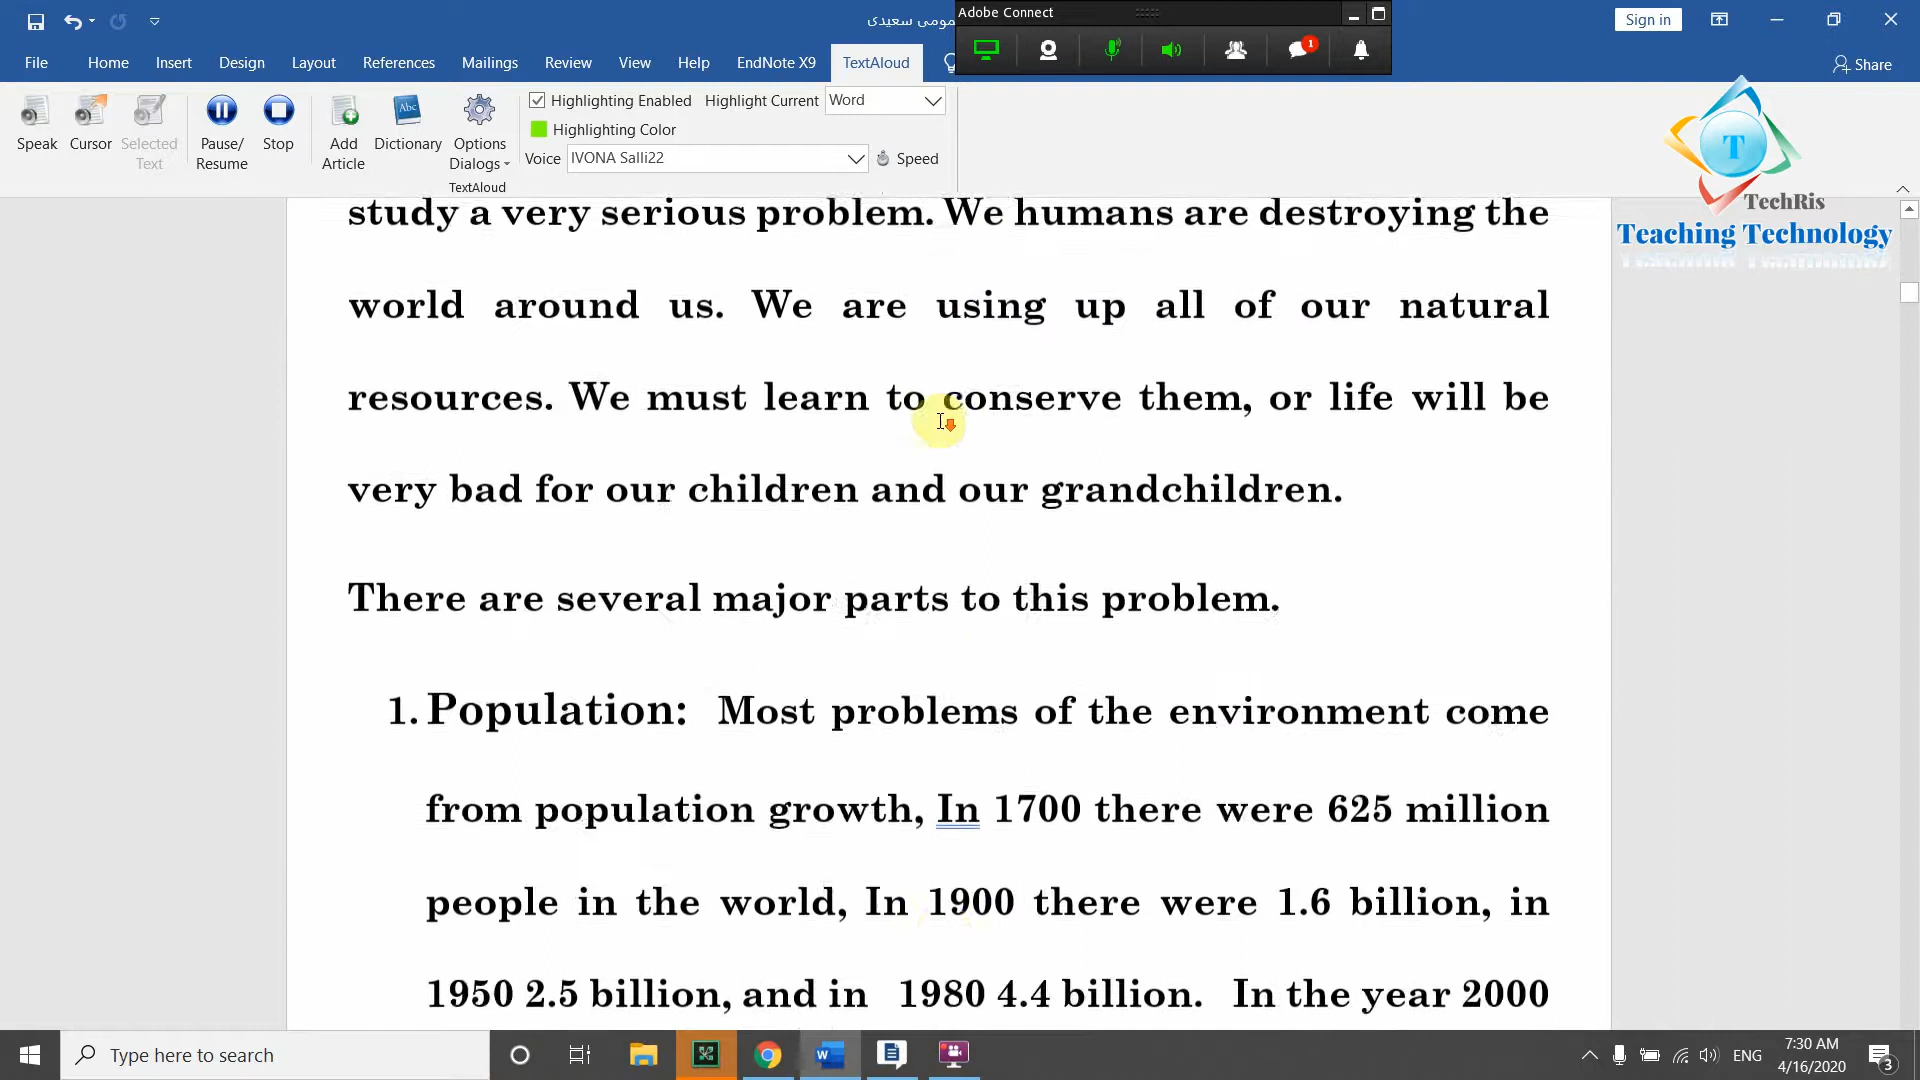 مومی سعیدی
Adobe Connect
Sign in
File Home Insert Design Layout References Mailings Review View Help EndNote X9 TextAloud
Share
1
Speak Cursor Selected Text Pause/ Resume Stop Add Article Dictionary Options Dialogs
Highlighting Enabled Highlight Current Word
Highlighting Color
Voice IVONA Salli22 Speed
TextAloud
Abc
T
TechRis
Teaching Technology
study a very serious problem. We humans are destroying the
world around us. We are using up all of our natural
resources. We must learn to conserve them, or life will be
very bad for our children and our grandchildren.
There are several major parts to this problem.
1. Population: Most problems of the environment come
from population growth, In 1700 there were 625 million
people in the world, In 1900 there were 1.6 billion, in
1950 2.5 billion, and in 1980 4.4 billion. In the year 2000
Type here to search
ENG
7:30 AM
4/16/2020
3